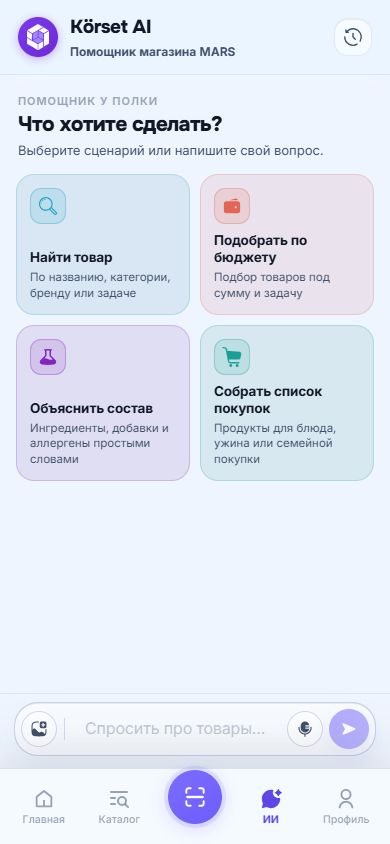 Körset AI
Помощник магазина MARS
ПОМОЩНИК У ПОЛКИ
Что хотите сделать?
Выберите сценарий или напишите свой вопрос.
Найти товар
По названию, категории,
бренду или задаче
Подобрать по
бюджету
Подбор товаров под
сумму и задачу
Объяснить состав
Ингредиенты, добавки и
аллергены простыми
словами
Собрать список
покупок
Продукты для блюда,
ужина или семейной
покупки
Спросить про товары...
Главная
Каталог
ИИ
Профиль